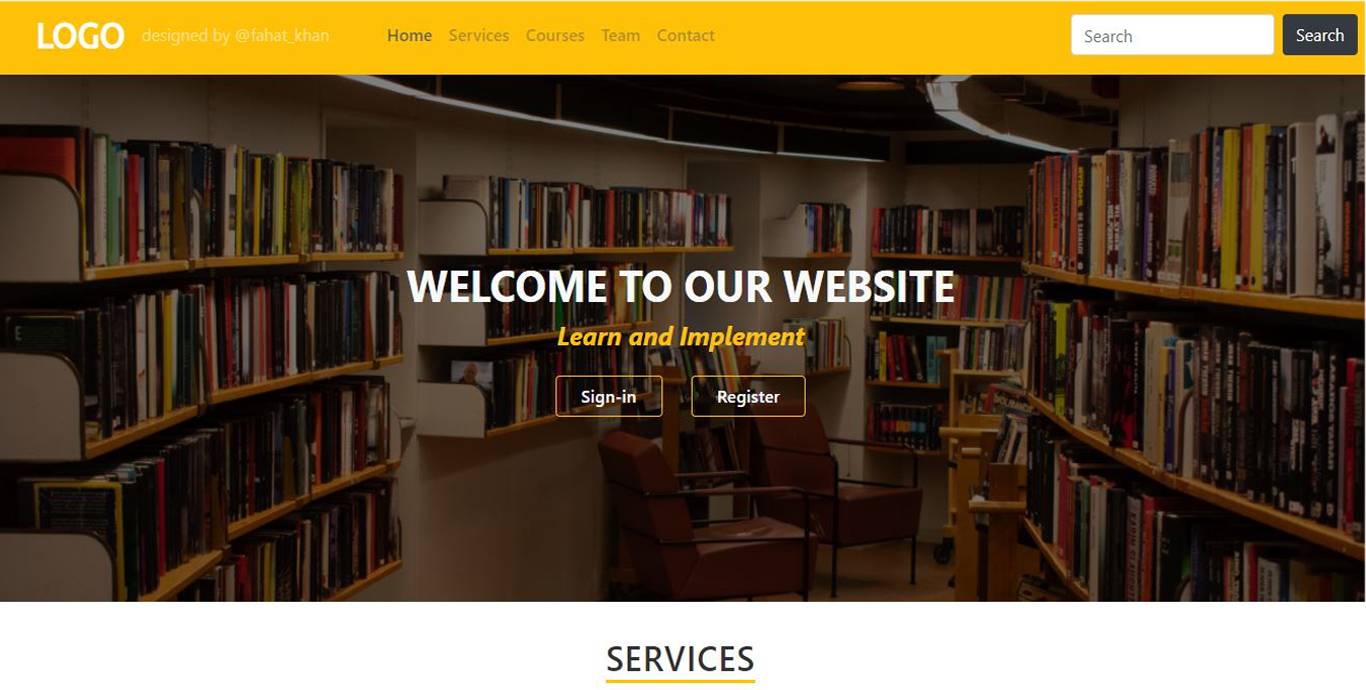 LOGO designed by @fahat_khan Home Services Courses Team Contact Search Search
WELCOME TO OUR WEBSITE
Learn and Implement
Sign-in Register
SERVICES